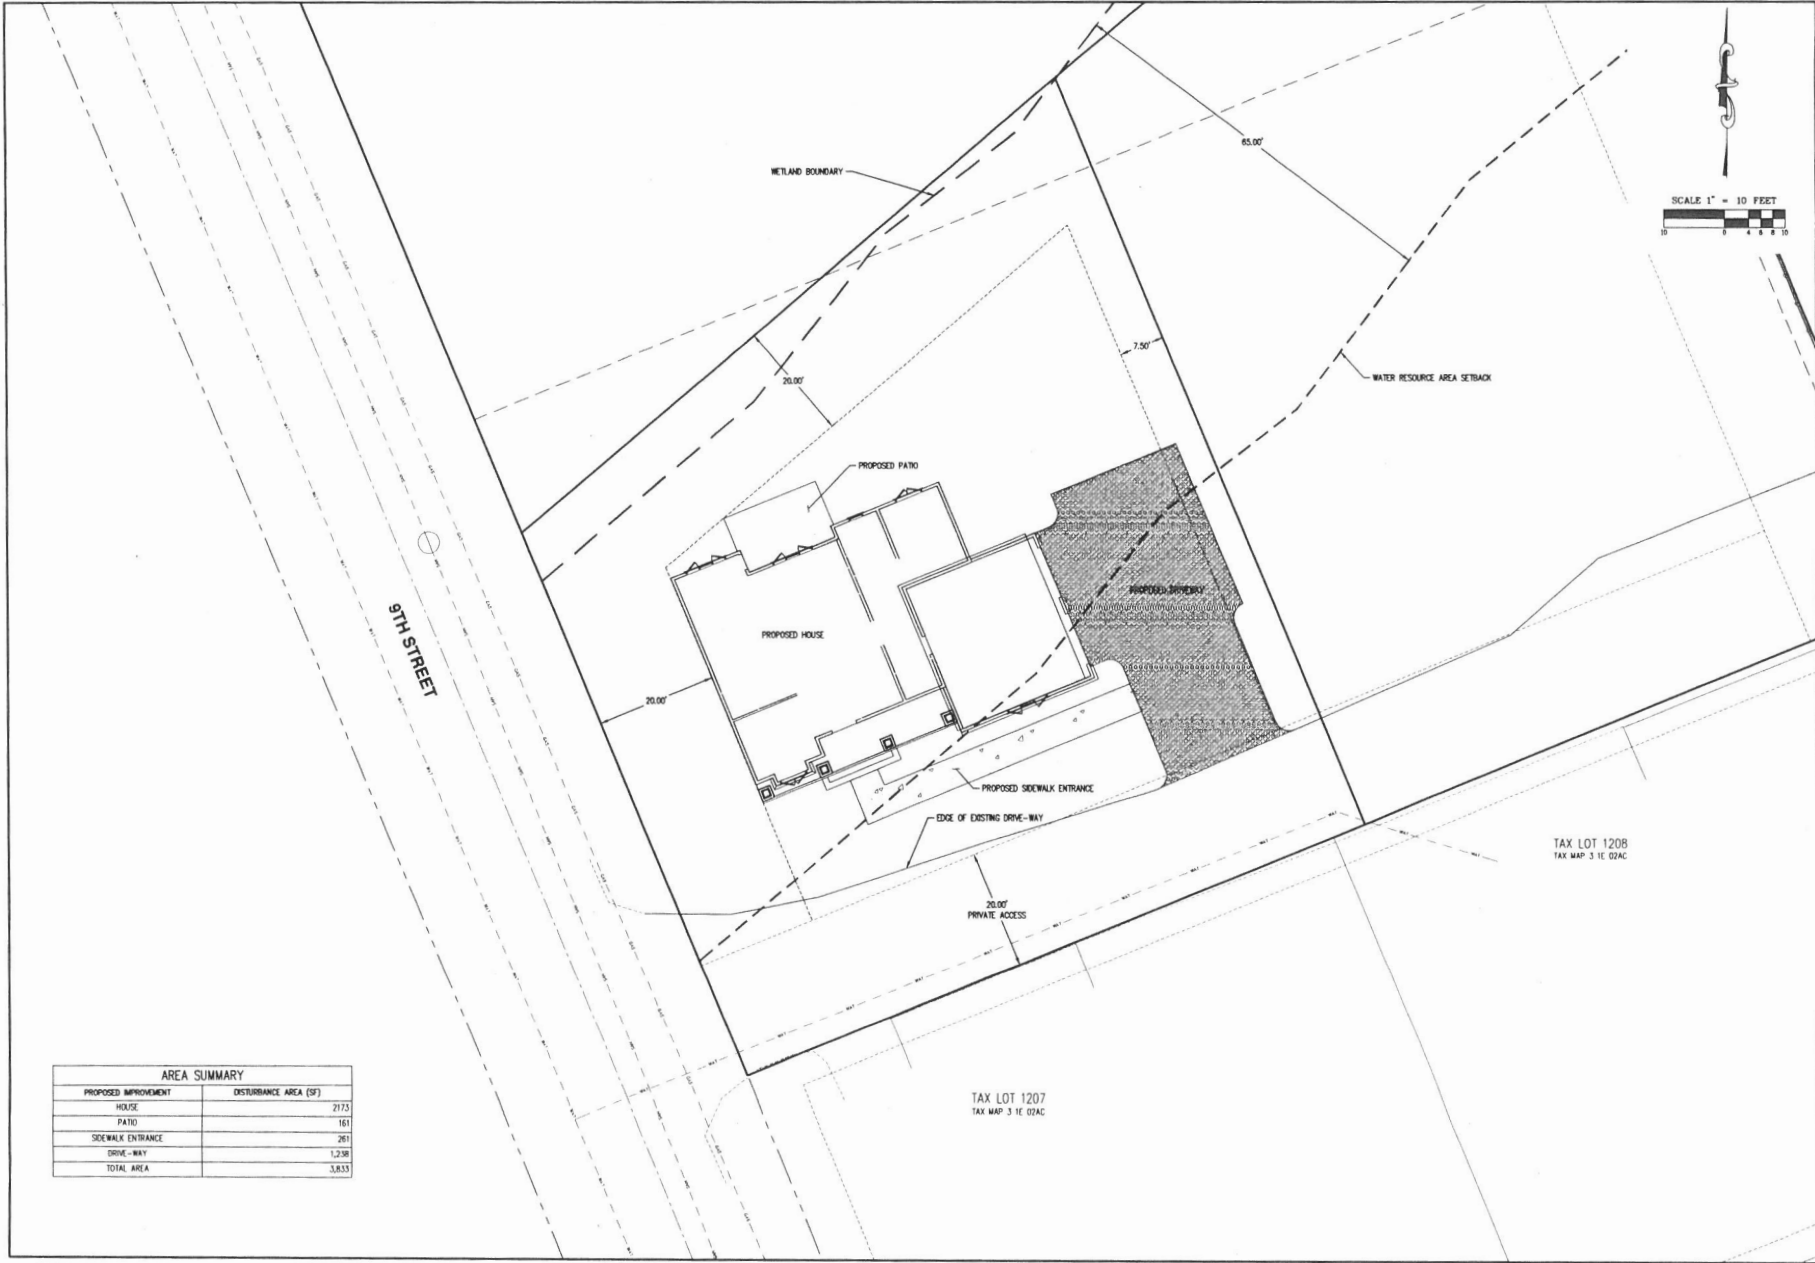 SCALE 1" = 10 FEET
10 0 4 6 8 10
WETLAND BOUNDARY
65.00'
7.50'
20.00'
WATER RESOURCE AREA SETBACK
PROPOSED PATIO
PROPOSED DRIVEWAY
9TH STREET
PROPOSED HOUSE
20.00'
PROPOSED SIDEWALK ENTRANCE
EDGE OF EXISTING DRIVE-WAY
20.00'
PRIVATE ACCESS
TAX LOT 1208
TAX MAP 3 1E 02AC
TAX LOT 1207
TAX MAP 3 1E 02AC
AREA SUMMARY
PROPOSED IMPROVEMENT DISTURBANCE AREA (SF)
HOUSE 2173
PATIO 161
SIDEWALK ENTRANCE 261
DRIVE-WAY 1,238
TOTAL AREA 3,833